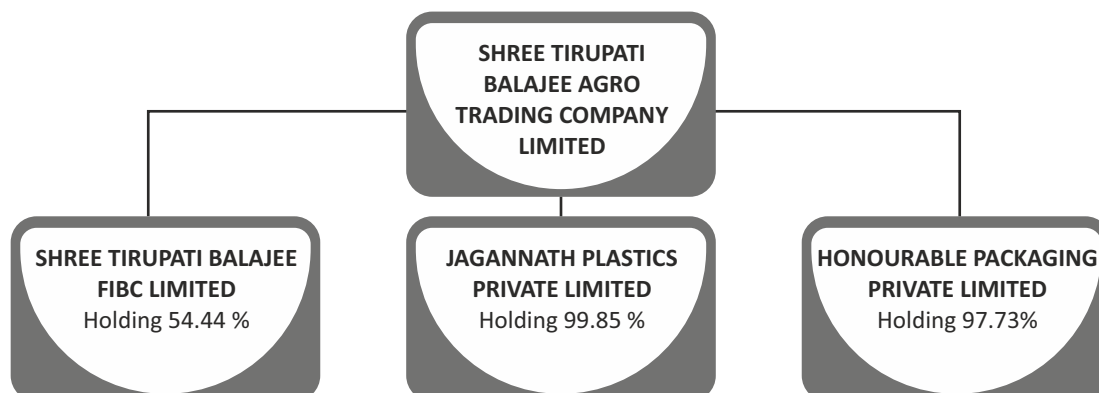 SHREE TIRUPATI
BALAJEE AGRO
TRADING COMPANY
LIMITED
SHREE TIRUPATI BALAJEE
FIBC LIMITED
Holding 54.44 %
JAGANNATH PLASTICS
PRIVATE LIMITED
Holding 99.85 %
HONOURABLE PACKAGING
PRIVATE LIMITED
Holding 97.73%